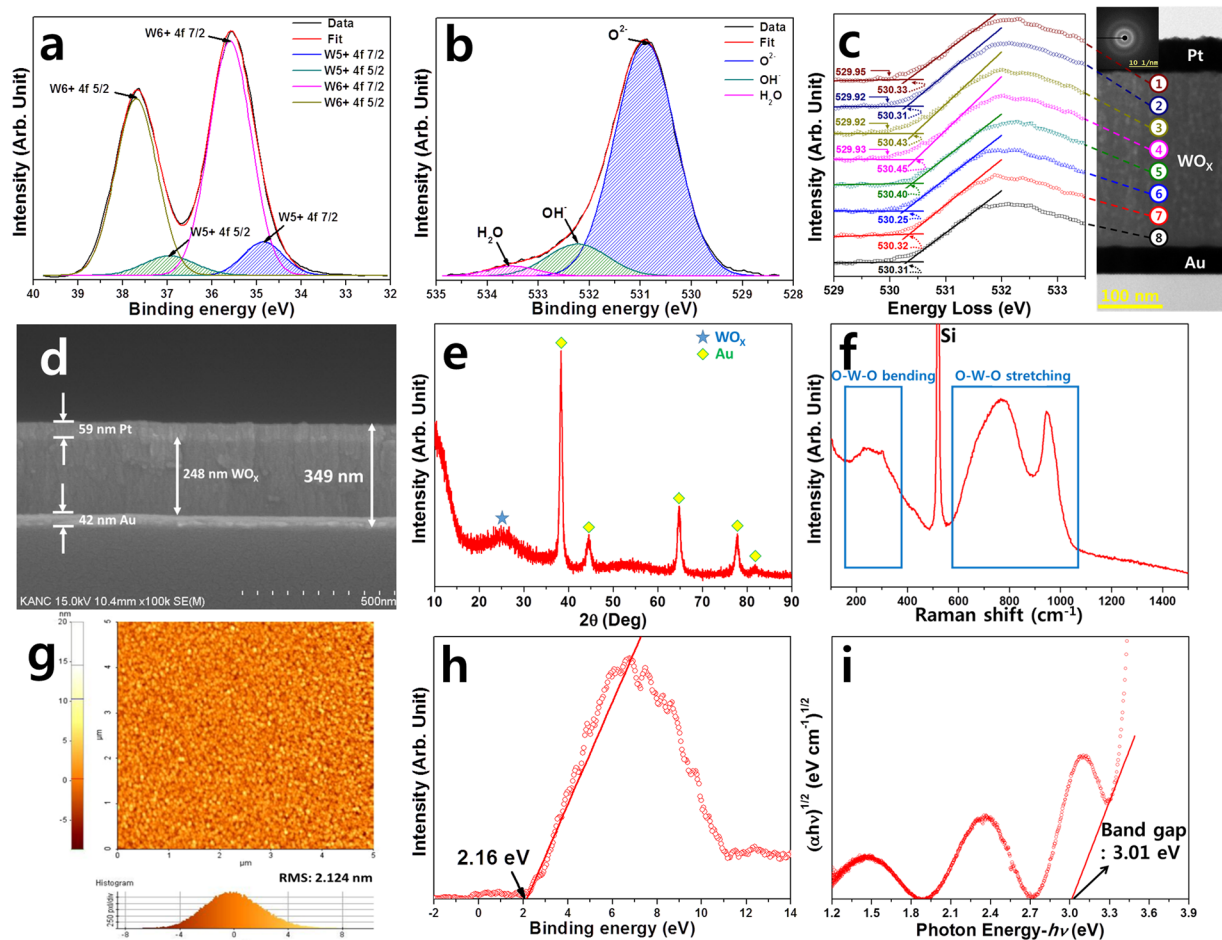 a
Intensity (Arb. Unit)
W6+ 4f 7/2
W6+ 4f 5/2
W5+ 4f 7/2
W5+ 4f 5/2
Data
Fit
W5+ 4f 7/2
W5+ 4f 5/2
W6+ 4f 7/2
W6+ 4f 5/2
40 39 38 37 36 35 34 33 32
Binding energy (eV)
b
Intensity (Arb. Unit)
O²⁻
OH⁻
H₂O
Data
Fit
O²⁻
OH⁻
H₂O
535 534 533 532 531 530 529 528
Binding energy (eV)
c
Intensity (Arb. Unit)
529.95
530.33
529.92
530.31
529.92
530.43
529.93
530.45
530.40
530.25
530.32
530.31
529 530 531 532 533
Energy Loss (eV)
10 1/nm
Pt
1
2
3
4
5
6
7
8
WOₓ
Au
100 nm
d
59 nm Pt
248 nm WOₓ
349 nm
42 nm Au
KANC 15.0kV 10.4mm x100k SE(M)
500nm
e
Intensity (Arb. Unit)
WOₓ
Au
10 20 30 40 50 60 70 80 90
2θ (Deg)
f
Intensity (Arb. Unit)
Si
O-W-O bending
O-W-O stretching
200 400 600 800 1000 1200 1400
Raman shift (cm⁻¹)
g
nm
20
15
10
5
0
-5
5
4
3
µm
2
1
0
0 1 2 3 4 5
µm
RMS: 2.124 nm
Histogram
250 pxl/div
-8 -4 0 4 8
h
Intensity (Arb. Unit)
2.16 eV
-2 0 2 4 6 8 10 12 14
Binding energy (eV)
i
(αhν)¹ᐟ² (eV cm⁻¹)¹ᐟ²
Band gap
: 3.01 eV
1.2 1.5 1.8 2.1 2.4 2.7 3.0 3.3 3.6 3.9
Photon Energy-hν (eV)